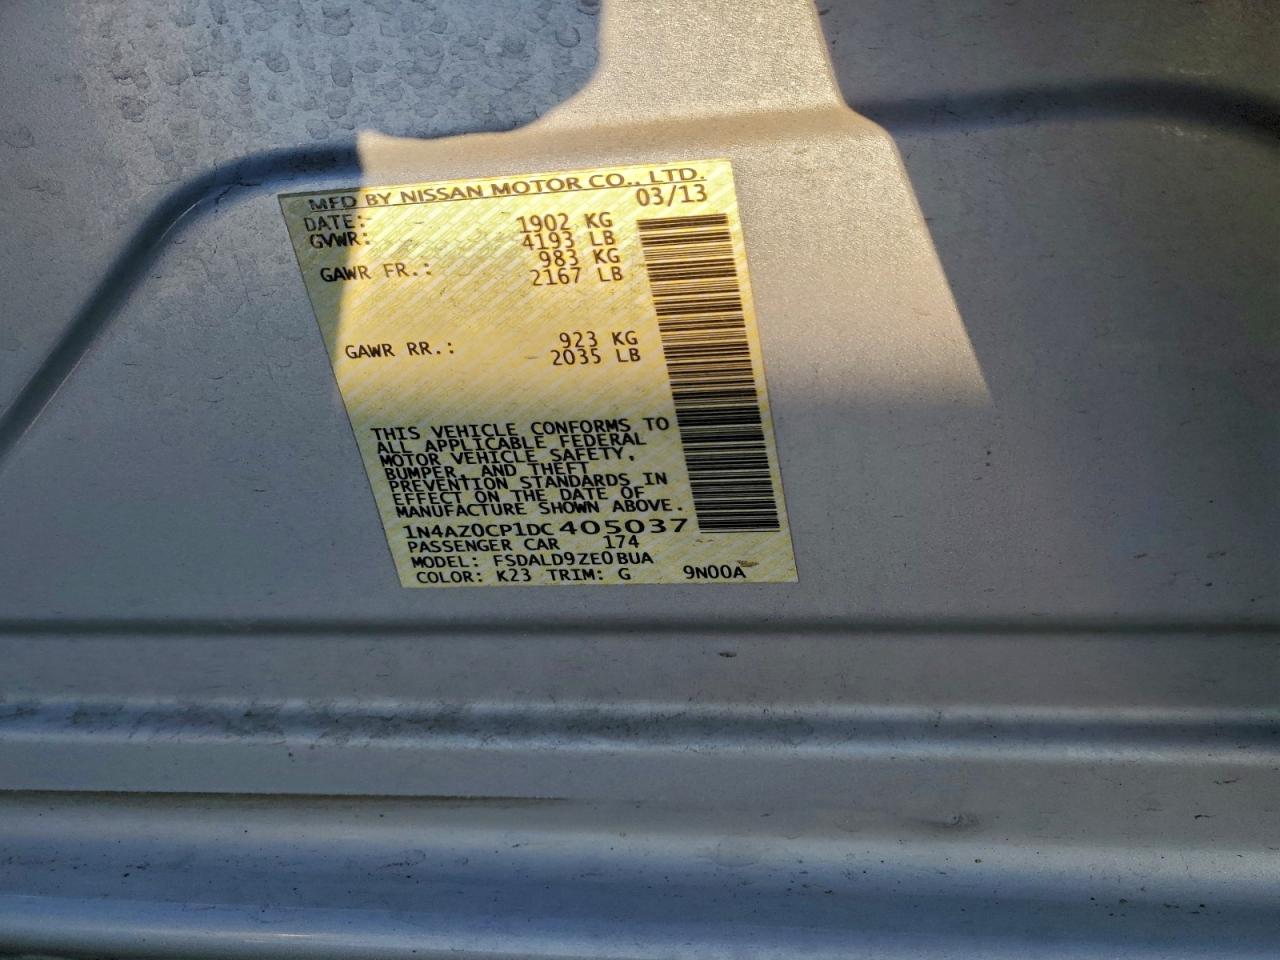 MFD BY NISSAN MOTOR CO., LTD.
DATE: 03/13
GVWR: 1902 KG
4193 LB
GAWR FR.: 983 KG
2167 LB
GAWR RR.: 923 KG
2035 LB
THIS VEHICLE CONFORMS TO
ALL APPLICABLE FEDERAL
MOTOR VEHICLE SAFETY,
BUMPER, AND THEFT
PREVENTION STANDARDS IN
EFFECT ON THE DATE OF
MANUFACTURE SHOWN ABOVE.
1N4AZ0CP1DC405037
PASSENGER CAR 174
MODEL: FSDALD9ZE0BUA
COLOR: K23 TRIM: G 9N00A